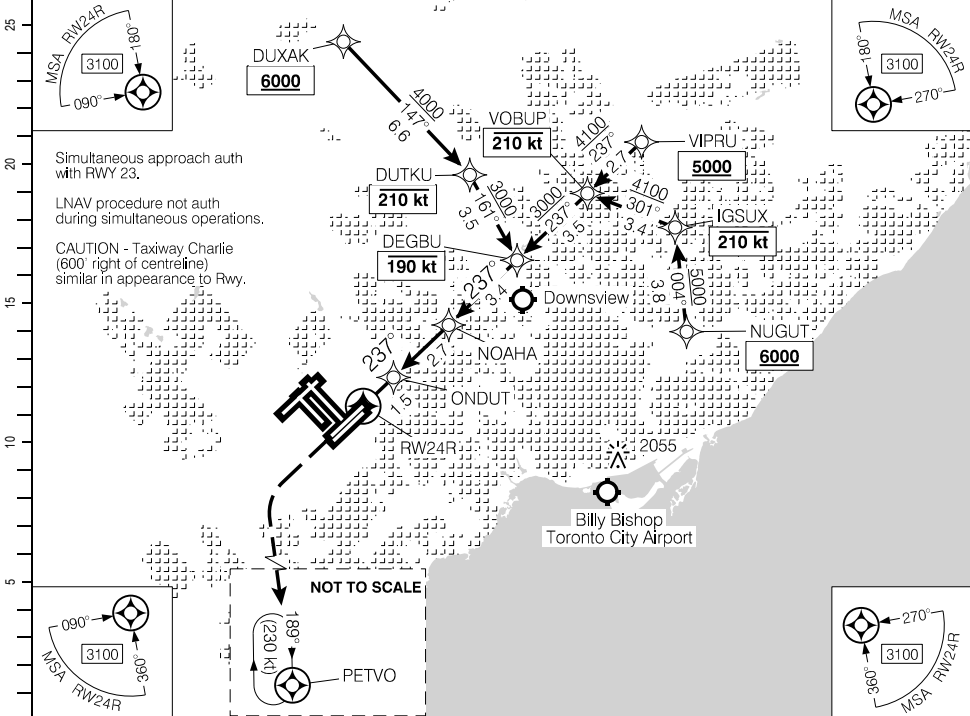 25
20
15
10
5
MSA RW24R
180°
3100
090°
MSA RW24R
180°
3100
270°
DUXAK
6000
4000
147°
6.6
VOBUP
210 kt
4100
237°
2.7
VIPRU
5000
Simultaneous approach auth
with RWY 23.
LNAV procedure not auth
during simultaneous operations.
CAUTION - Taxiway Charlie
(600' right of centreline)
similar in appearance to Rwy.
DUTKU
210 kt
3000
161°
3.5
3000
237°
3.5
4100
301°
3.4
IGSUX
210 kt
DEGBU
190 kt
237°
3.4
Downsview
5000
004°
3.8
NUGUT
6000
NOAHA
237°
2.7
ONDUT
1.5
RW24R
2055
Billy Bishop
Toronto City Airport
NOT TO SCALE
189°
(230 kt)
PETVO
090°
3100
360°
MSA RW24R
270°
3100
360°
MSA RW24R